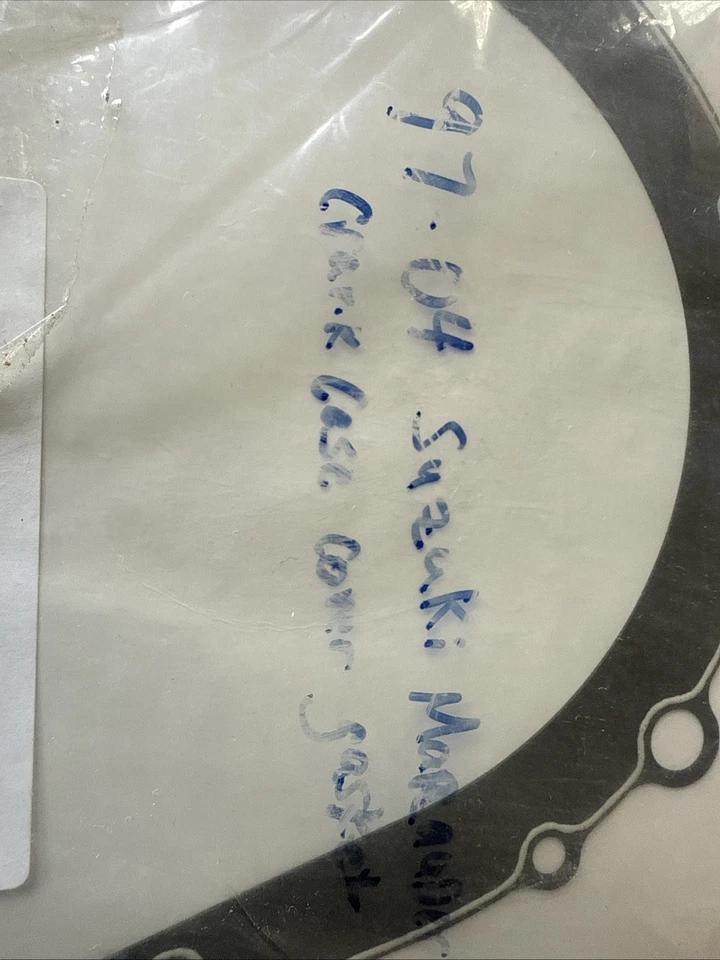 97-04 Suzuki Marauder
Crank Case Cover gasket